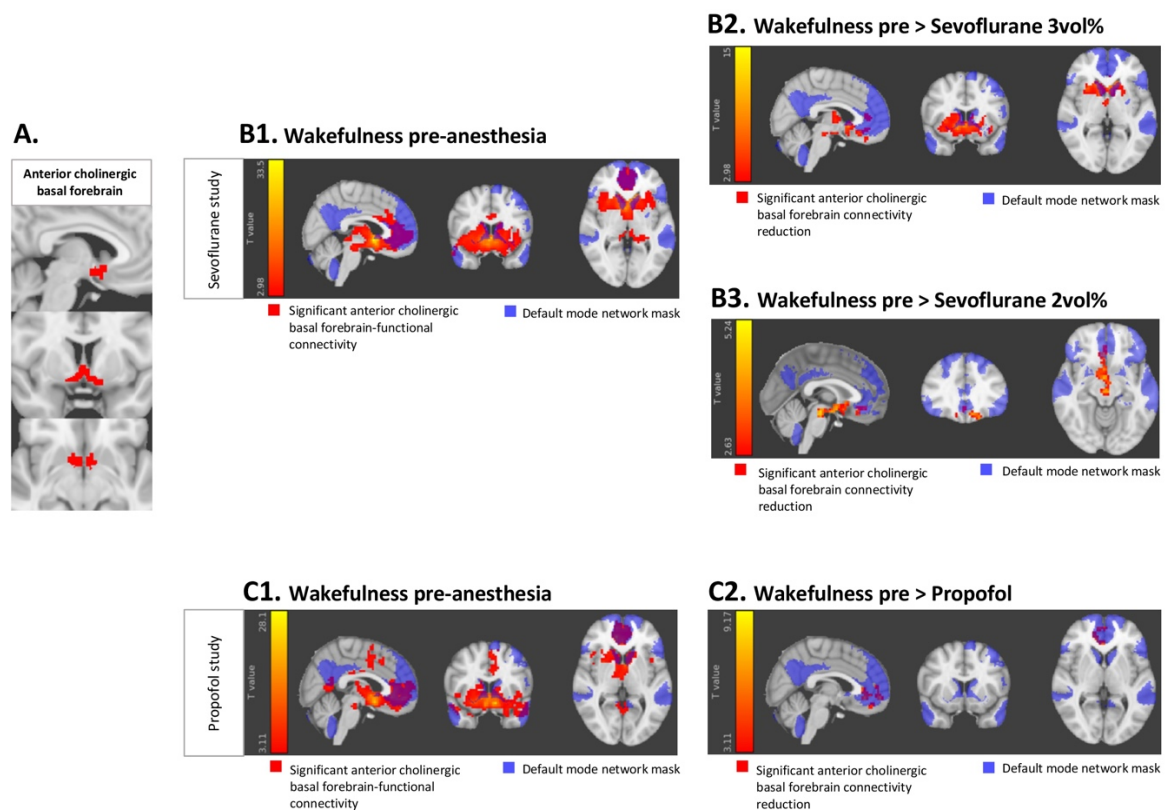 A.
Anterior cholinergic
basal forebrain
B1. Wakefulness pre-anesthesia
Sevoflurane study
33.5
T value
2.98
Significant anterior cholinergic
basal forebrain-functional
connectivity
Default mode network mask
B2. Wakefulness pre > Sevoflurane 3vol%
15
T value
2.98
Significant anterior cholinergic
basal forebrain connectivity
reduction
Default mode network mask
B3. Wakefulness pre > Sevoflurane 2vol%
5.24
T value
2.63
Significant anterior cholinergic
basal forebrain connectivity
reduction
Default mode network mask
C1. Wakefulness pre-anesthesia
Propofol study
28.1
T value
3.11
Significant anterior cholinergic
basal forebrain-functional
connectivity
Default mode network mask
C2. Wakefulness pre > Propofol
9.17
T value
3.11
Significant anterior cholinergic
basal forebrain connectivity
reduction
Default mode network mask